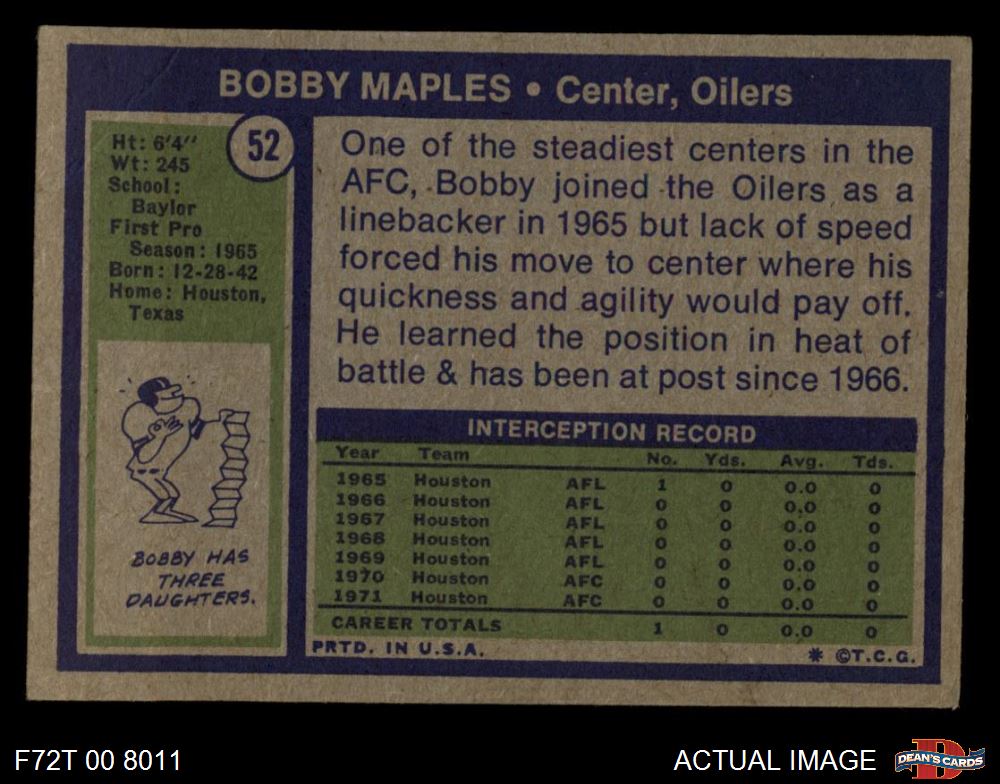 BOBBY MAPLES • Center, Oilers
52
Ht: 6'4''
Wt: 245
School:
Baylor
First Pro
Season: 1965
Born: 12-28-42
Home: Houston,
Texas
BOBBY HAS
THREE
DAUGHTERS.
One of the steadiest centers in the
AFC, Bobby joined the Oilers as a
linebacker in 1965 but lack of speed
forced his move to center where his
quickness and agility would pay off.
He learned the position in heat of
battle & has been at post since 1966.
INTERCEPTION RECORD
Year Team No. Yds. Avg. Tds.
1965 Houston AFL 1 0 0.0 0
1966 Houston AFL 0 0 0.0 0
1967 Houston AFL 0 0 0.0 0
1968 Houston AFL 0 0 0.0 0
1969 Houston AFL 0 0 0.0 0
1970 Houston AFC 0 0 0.0 0
1971 Houston AFC 0 0 0.0 0
CAREER TOTALS 1 0 0.0 0
PRTD. IN U.S.A. * ©T.C.G.
F72T 00 8011 ACTUAL IMAGE
D
DEAN'S CARDS